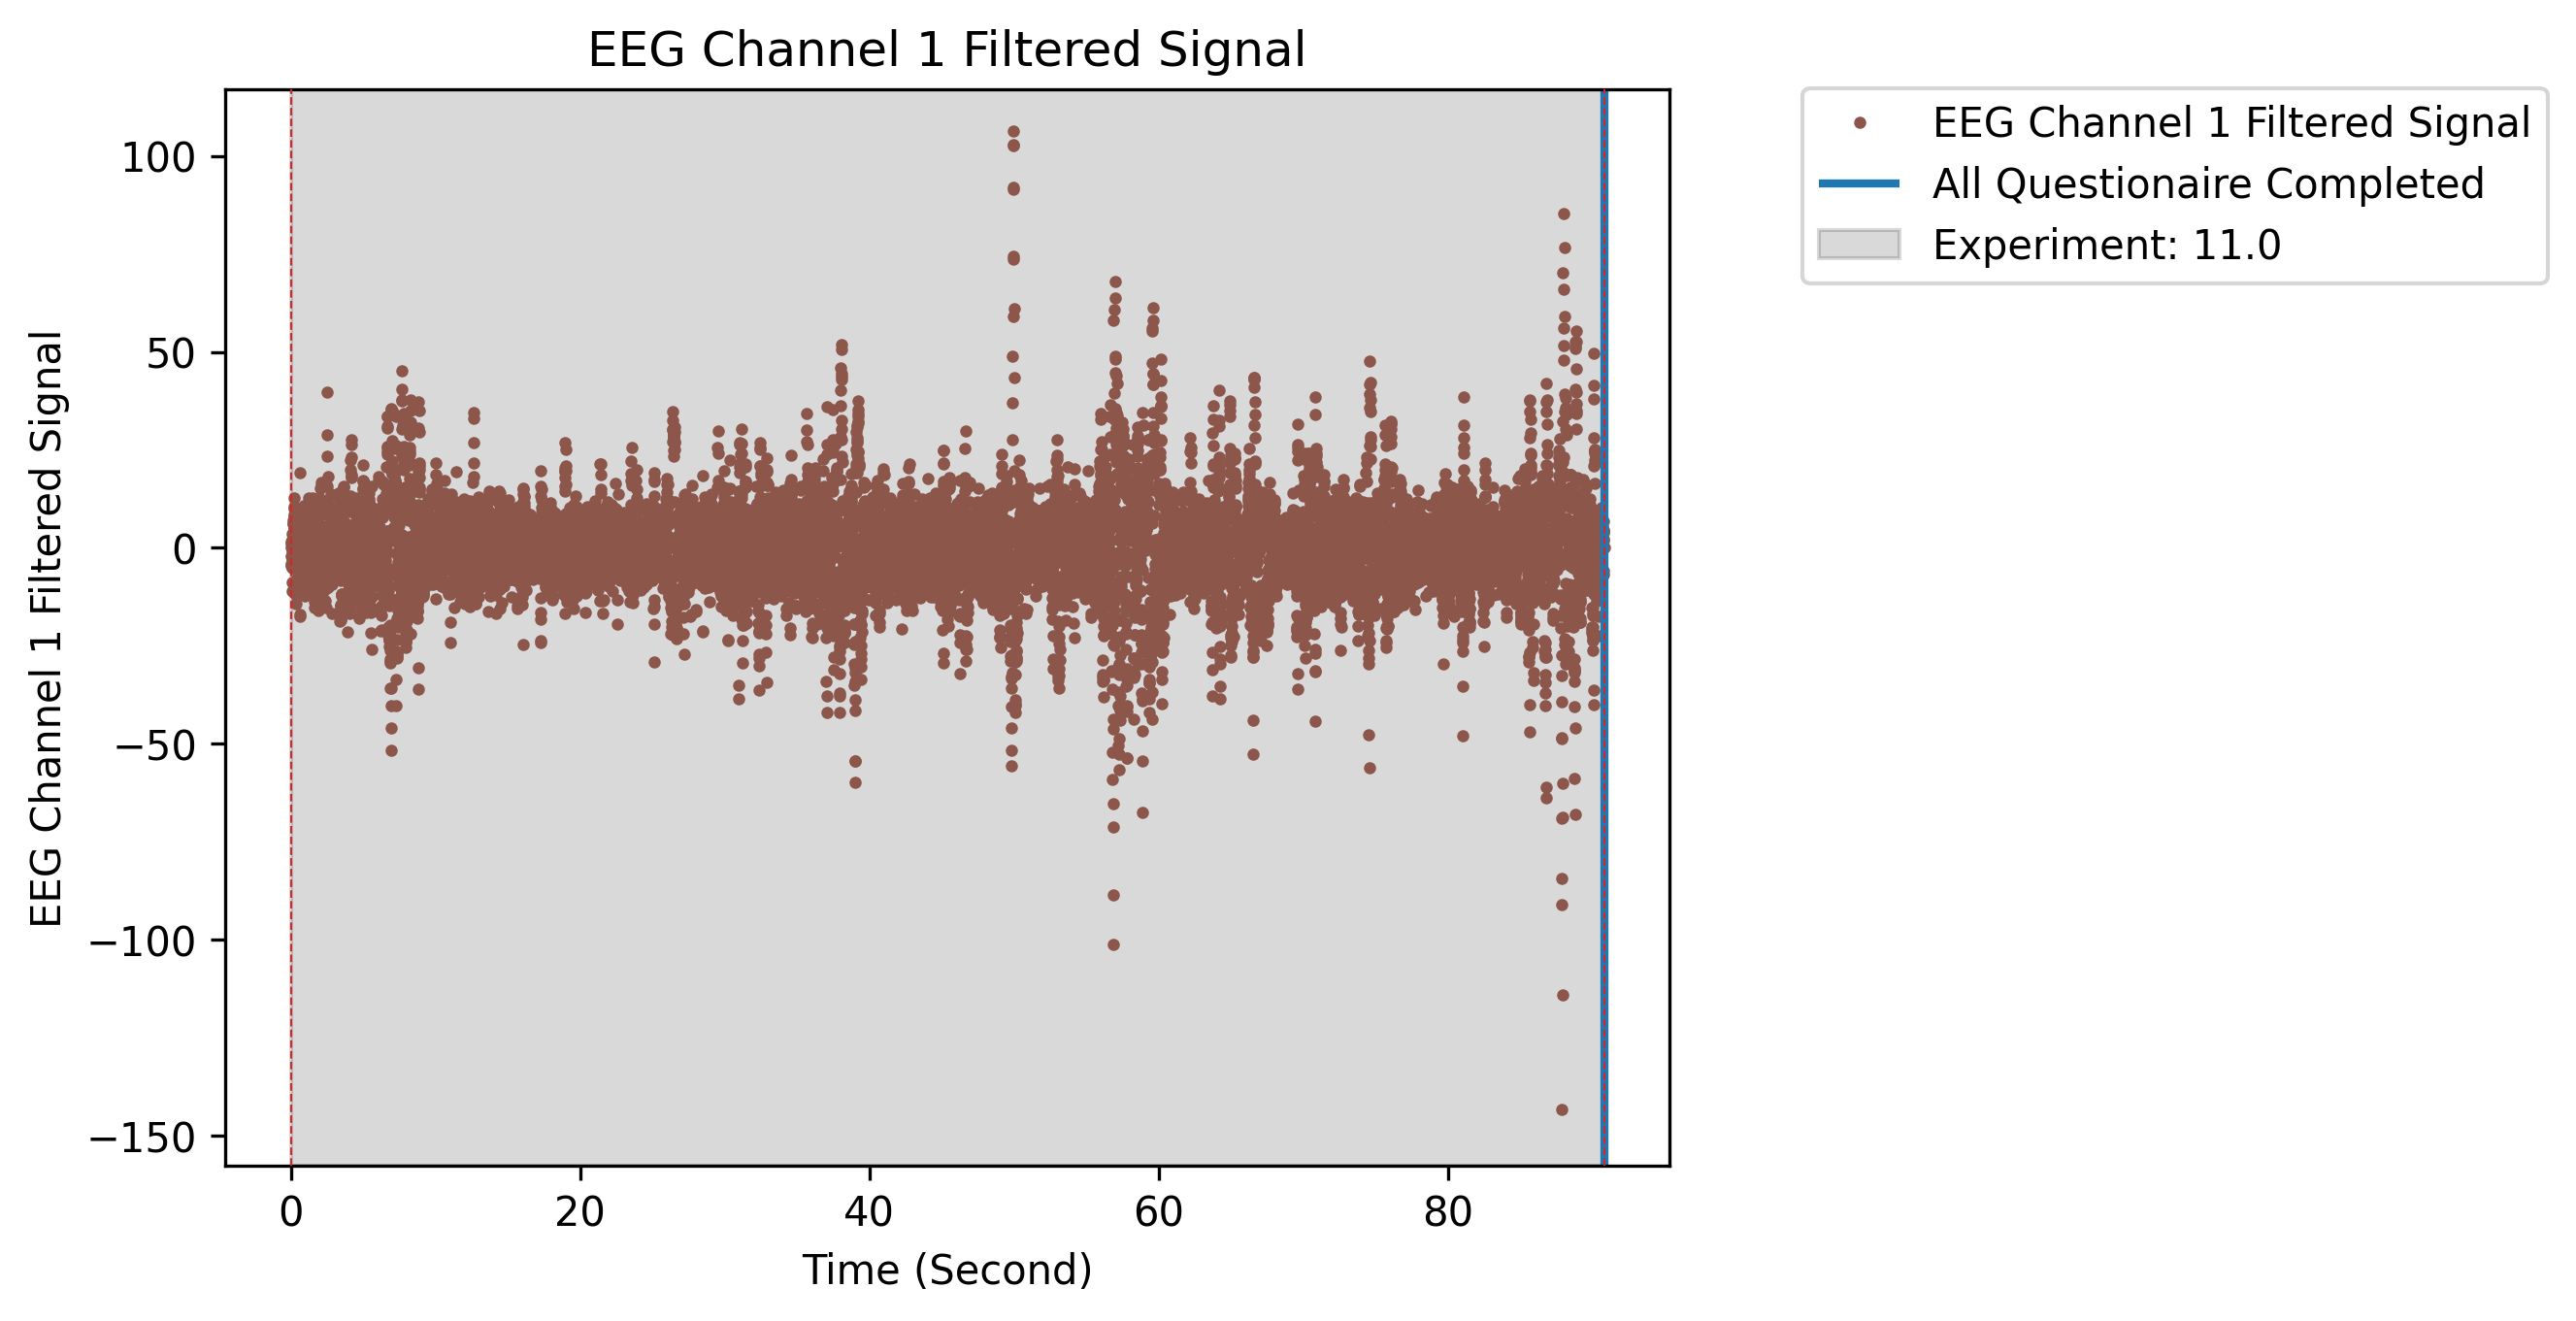 EEG Channel 1 Filtered Signal
EEG Channel 1 Filtered Signal
100
50
0
−50
−100
−150
0 20 40 60 80
Time (Second)
EEG Channel 1 Filtered Signal
All Questionaire Completed
Experiment: 11.0